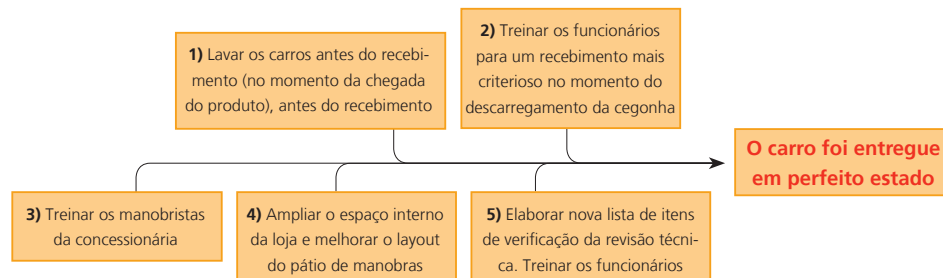 1) Lavar os carros antes do recebi-
mento (no momento da chegada
do produto), antes do recebimento
2) Treinar os funcionários
para um recebimento mais
criterioso no momento do
descarregamento da cegonha
O carro foi entregue
em perfeito estado
3) Treinar os manobristas
da concessionária
4) Ampliar o espaço interno
da loja e melhorar o layout
do pátio de manobras
5) Elaborar nova lista de itens
de verificação da revisão técni-
ca. Treinar os funcionários